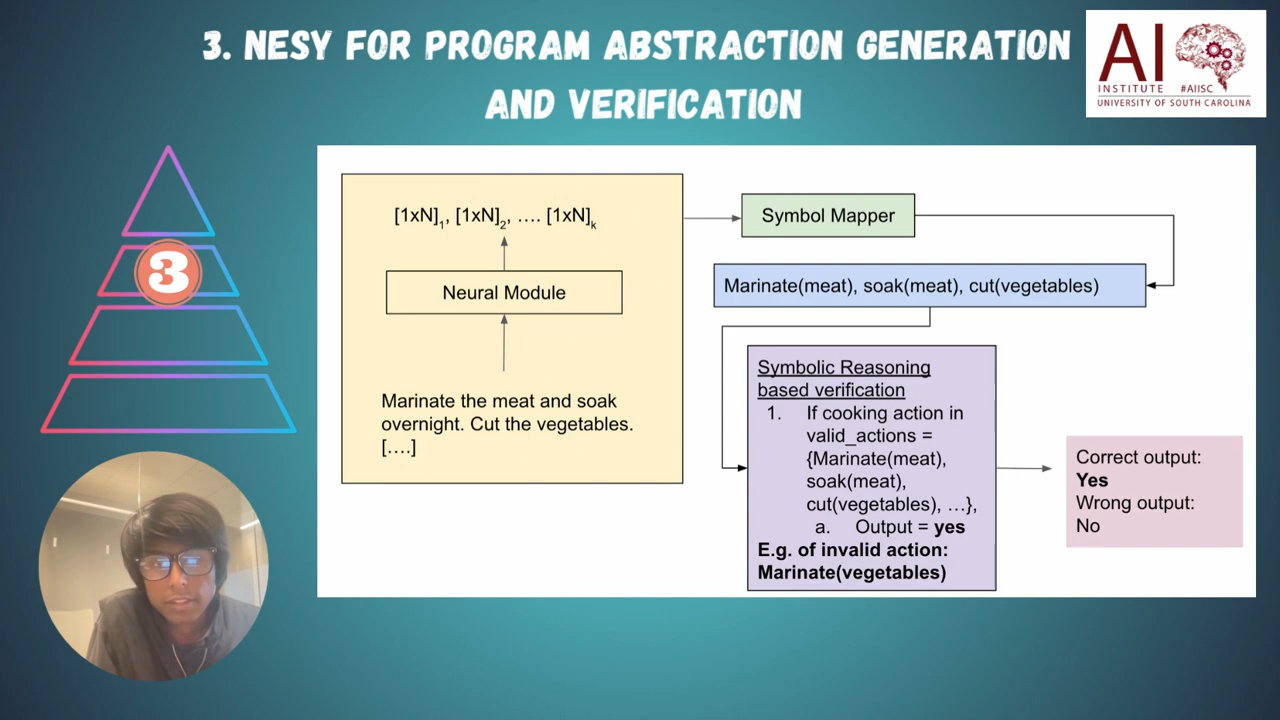 3. NESY FOR PROGRAM ABSTRACTION GENERATION
AND VERIFICATION
AI
INSTITUTE #AIISC
UNIVERSITY OF SOUTH CAROLINA
3
[1xN]1, [1xN]2, .... [1xN]k
Neural Module
Marinate the meat and soak
overnight. Cut the vegetables.
[....]
Symbol Mapper
Marinate(meat), soak(meat), cut(vegetables)
Symbolic Reasoning
based verification
1. If cooking action in
valid_actions =
{Marinate(meat),
soak(meat),
cut(vegetables), ...},
a. Output = yes
E.g. of invalid action:
Marinate(vegetables)
Correct output:
Yes
Wrong output:
No